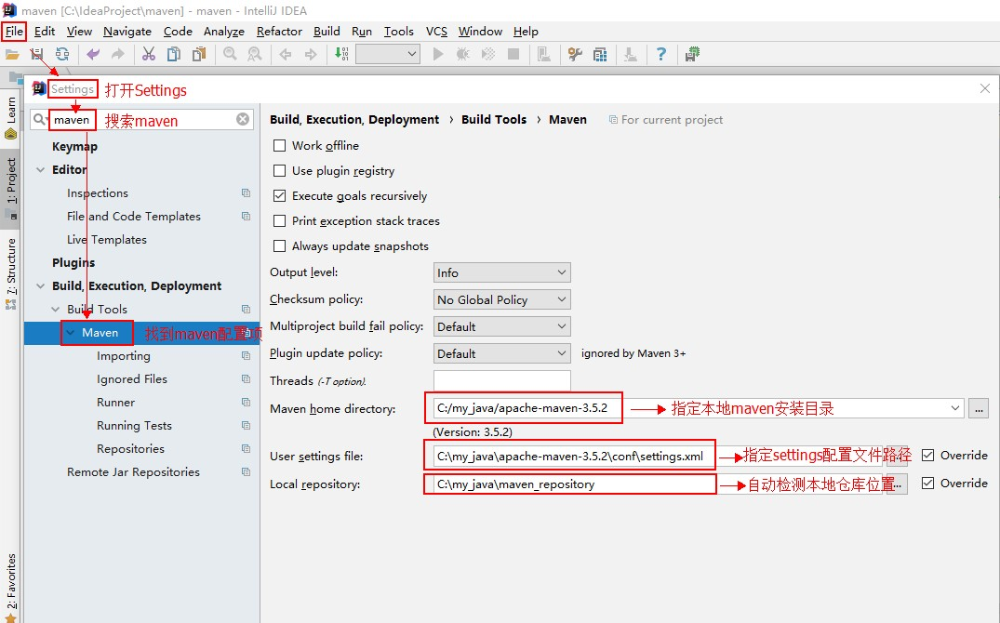 maven [C:\IdeaProject\maven] - maven - IntelliJ IDEA
File Edit View Navigate Code Analyze Refactor Build Run Tools VCS Window Help
Settings 打开Settings
maven 搜索maven
Keymap
Editor
Inspections
File and Code Templates
Live Templates
Plugins
Build, Execution, Deployment
Build Tools
Maven 找到maven配置项
Importing
Ignored Files
Runner
Running Tests
Repositories
Remote Jar Repositories
Build, Execution, Deployment › Build Tools › Maven For current project
Work offline
Use plugin registry
Execute goals recursively
Print exception stack traces
Always update snapshots
Output level: Info
Checksum policy: No Global Policy
Multiproject build fail policy: Default
Plugin update policy: Default ignored by Maven 3+
Threads (-T option).
Maven home directory: C:/my_java/apache-maven-3.5.2 指定本地maven安装目录 ...
(Version: 3.5.2)
User settings file: C:\my_java\apache-maven-3.5.2\conf\settings.xml 指定settings配置文件路径 Override
Local repository: C:\my_java\maven_repository 自动检测本地仓库位置 ... Override
Learn
1: Project
7: Structure
2: Favorites